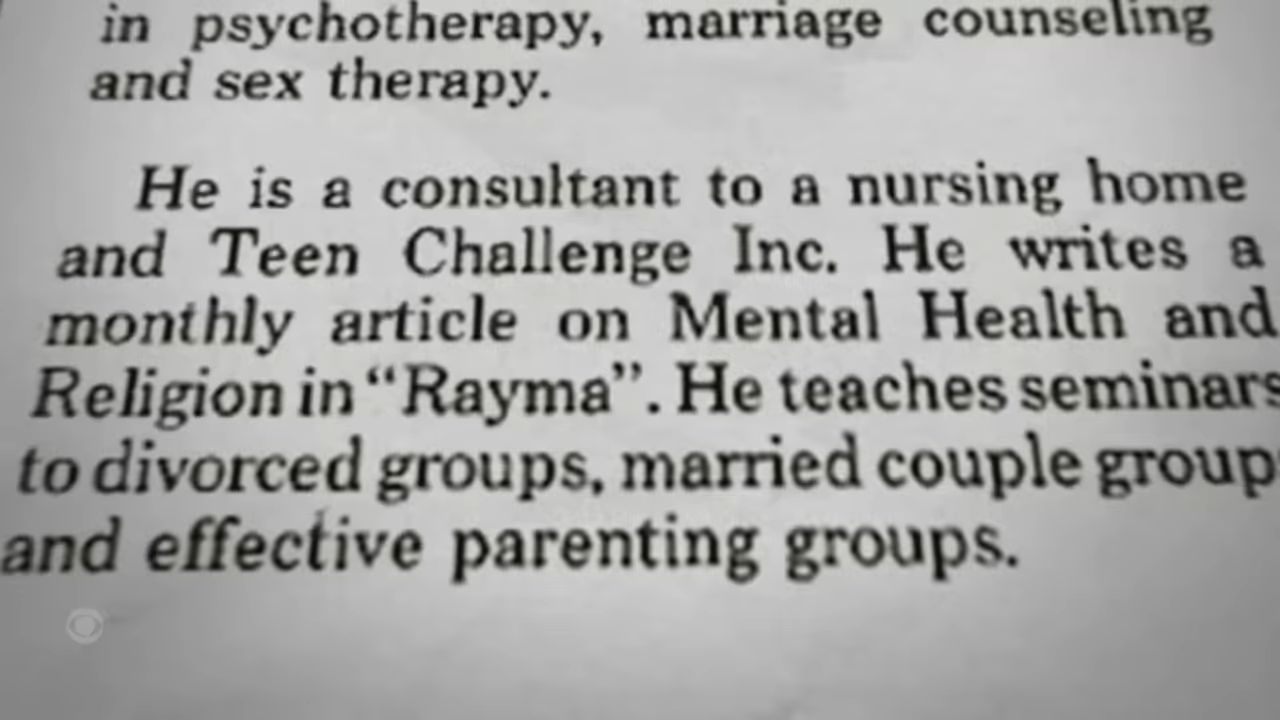 in psychotherapy, marriage counseling
and sex therapy.
He is a consultant to a nursing home
and Teen Challenge Inc. He writes a
monthly article on Mental Health and
Religion in “Rayma”. He teaches seminars
to divorced groups, married couple group
and effective parenting groups.